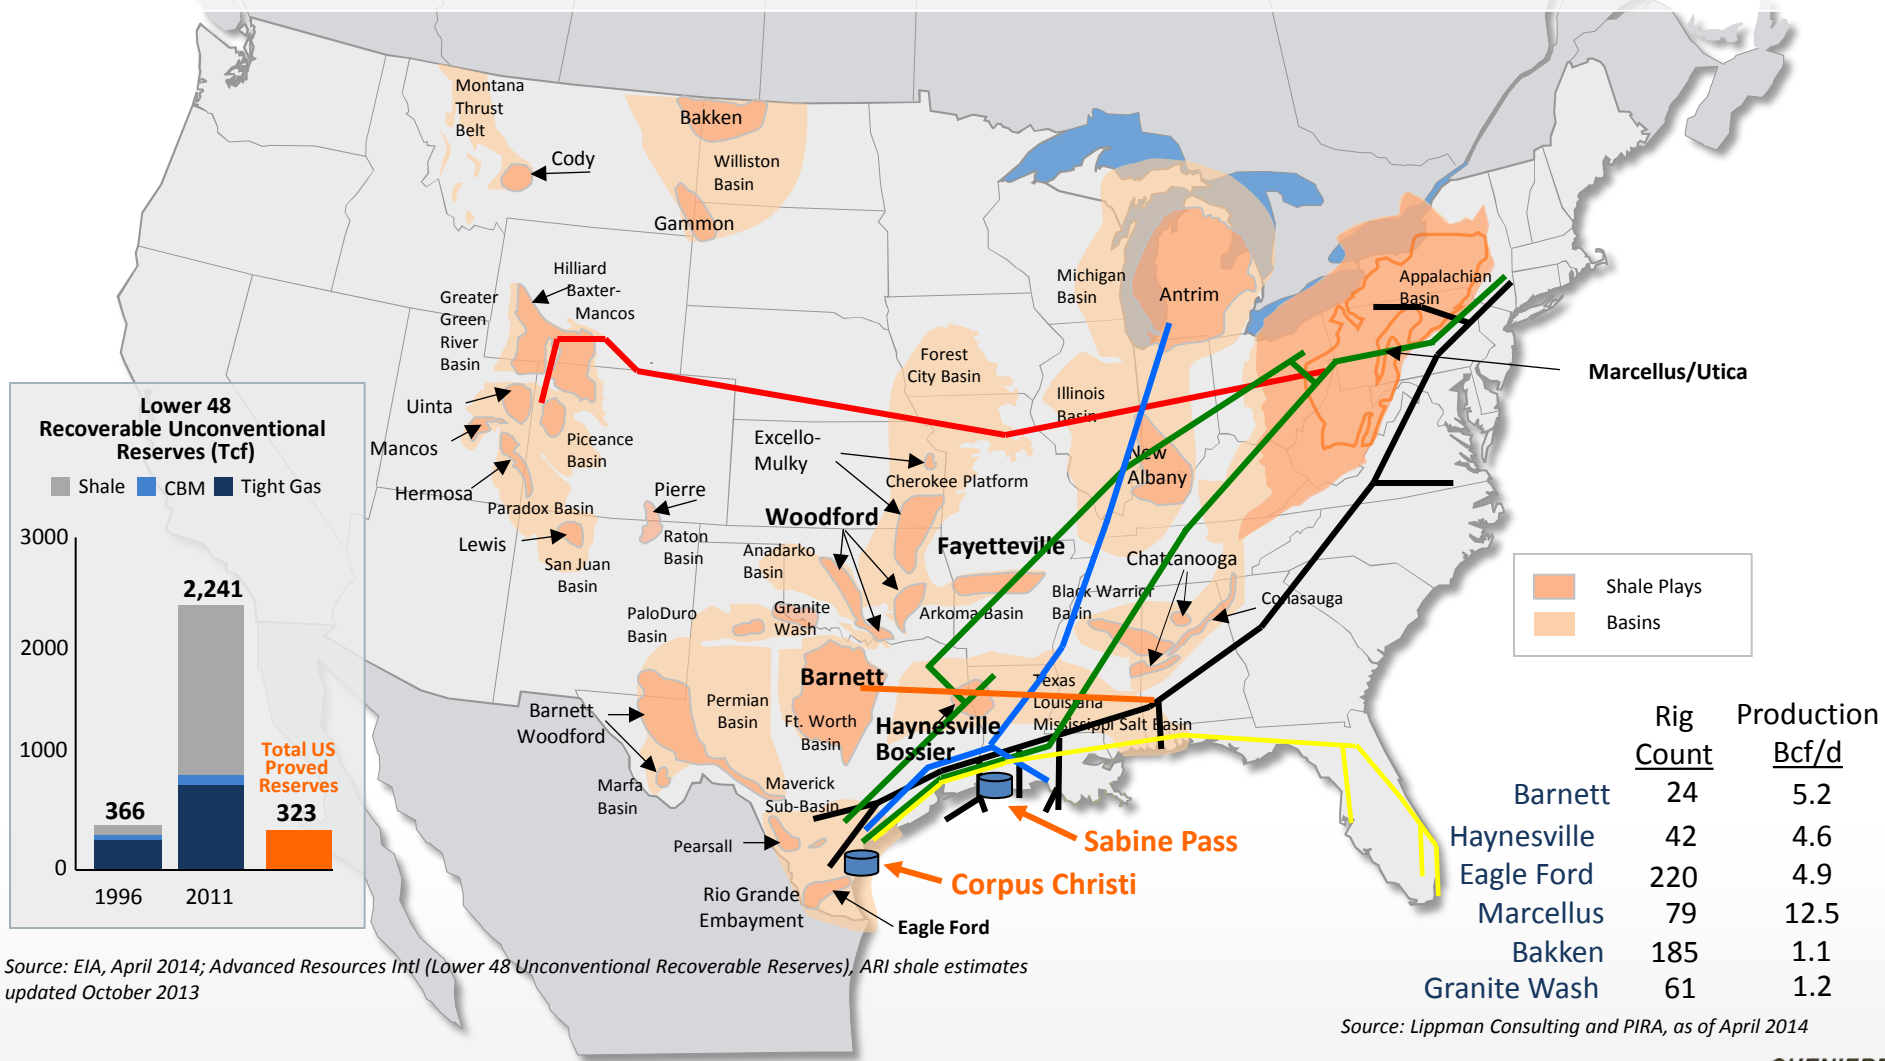 Montana
Thrust
Belt
Cody
Bakken
Williston
Basin
Gammon
Hilliard
Baxter-
Mancos
Greater
Green
River
Basin
Michigan
Basin
Antrim
Appalachian
Basin
Marcellus/Utica
Forest
City Basin
Illinois
Basin
Uinta
Mancos
Piceance
Basin
Hermosa
Paradox Basin
Lewis
San Juan
Basin
Pierre
Raton
Basin
Excello-
Mulky
Cherokee Platform
New
Albany
Woodford
Anadarko
Basin
Fayetteville
Chattanooga
Black Warrior
Basin
Conasauga
PaloDuro
Basin
Granite
Wash
Arkoma Basin
Barnett
Permian
Basin
Ft. Worth
Basin
Texas
Louisiana
Mississippi Salt Basin
Haynesville
Bossier
Barnett
Woodford
Marfa
Basin
Maverick
Sub-Basin
Pearsall
Rio Grande
Embayment
Eagle Ford
Sabine Pass
Corpus Christi
Lower 48
Recoverable Unconventional
Reserves (Tcf)
Shale CBM Tight Gas
3000
2000
1000
0
366
2,241
Total US
Proved
Reserves
323
1996 2011
Shale Plays
Basins
Rig Production
Count Bcf/d
Barnett 24 5.2
Haynesville 42 4.6
Eagle Ford 220 4.9
Marcellus 79 12.5
Bakken 185 1.1
Granite Wash 61 1.2
Source: EIA, April 2014; Advanced Resources Intl (Lower 48 Unconventional Recoverable Reserves), ARI shale estimates
updated October 2013
Source: Lippman Consulting and PIRA, as of April 2014